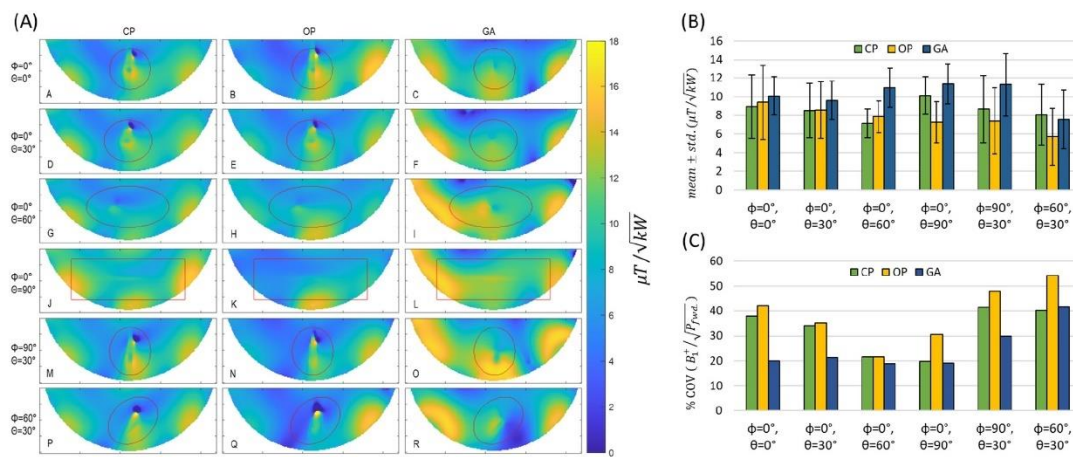 (A)
CP OP GA
Φ=0°
Θ=0°
A B C
Φ=0°
Θ=30°
D E F
Φ=0°
Θ=60°
G H I
Φ=0°
Θ=90°
J K L
Φ=90°
Θ=30°
M N O
Φ=60°
Θ=30°
P Q R
18
16
14
12
10
8
6
4
2
0
μT/√kW
(B)
mean ± std. (μT/√kW)
16
14
12
10
8
6
4
2
0
CP OP GA
ϕ=0°, ϕ=0°, ϕ=0°, ϕ=0°, ϕ=90°, ϕ=60°,
θ=0° θ=30° θ=60° θ=90° θ=30° θ=30°
(C)
% COV (B₁⁺/√P_fwd.)
60
50
40
30
20
10
0
CP OP GA
ϕ=0°, ϕ=0°, ϕ=0°, ϕ=0°, ϕ=90°, ϕ=60°,
θ=0° θ=30° θ=60° θ=90° θ=30° θ=30°